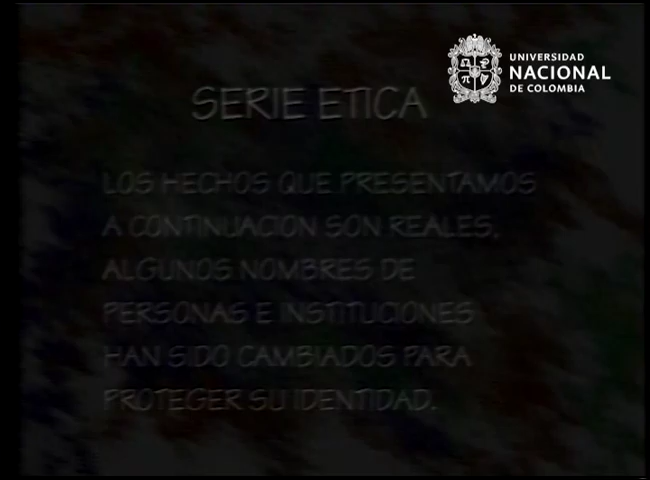 UNIVERSIDAD
NACIONAL
DE COLOMBIA
SERIE ETICA
LOS HECHOS QUE PRESENTAMOS
A CONTINUACION SON REALES.
ALGUNOS NOMBRES DE
PERSONAS E INSTITUCIONES
HAN SIDO CAMBIADOS PARA
PROTEGER SU IDENTIDAD.